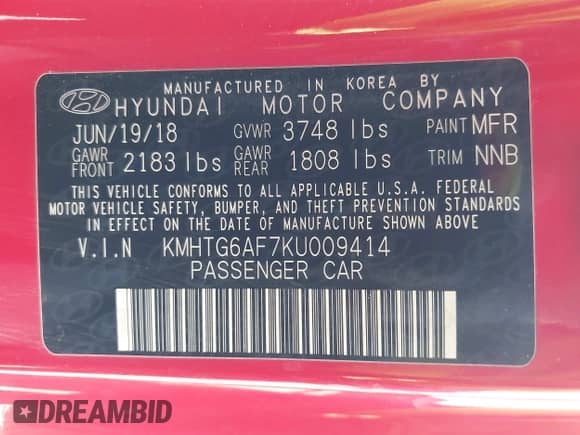 MANUFACTURED IN KOREA BY
HYUNDAI MOTOR COMPANY
JUN/19/18 GVWR 3748 lbs PAINT MFR
GAWR FRONT 2183 lbs GAWR REAR 1808 lbs TRIM NNB
THIS VEHICLE CONFORMS TO ALL APPLICABLE U.S.A. FEDERAL
MOTOR VEHICLE SAFETY, BUMPER, AND THEFT PREVENTION STANDARDS
IN EFFECT ON THE DATE OF MANUFACTURE SHOWN ABOVE.
V.I.N KMHTG6AF7KU009414
PASSENGER CAR
DREAMBID